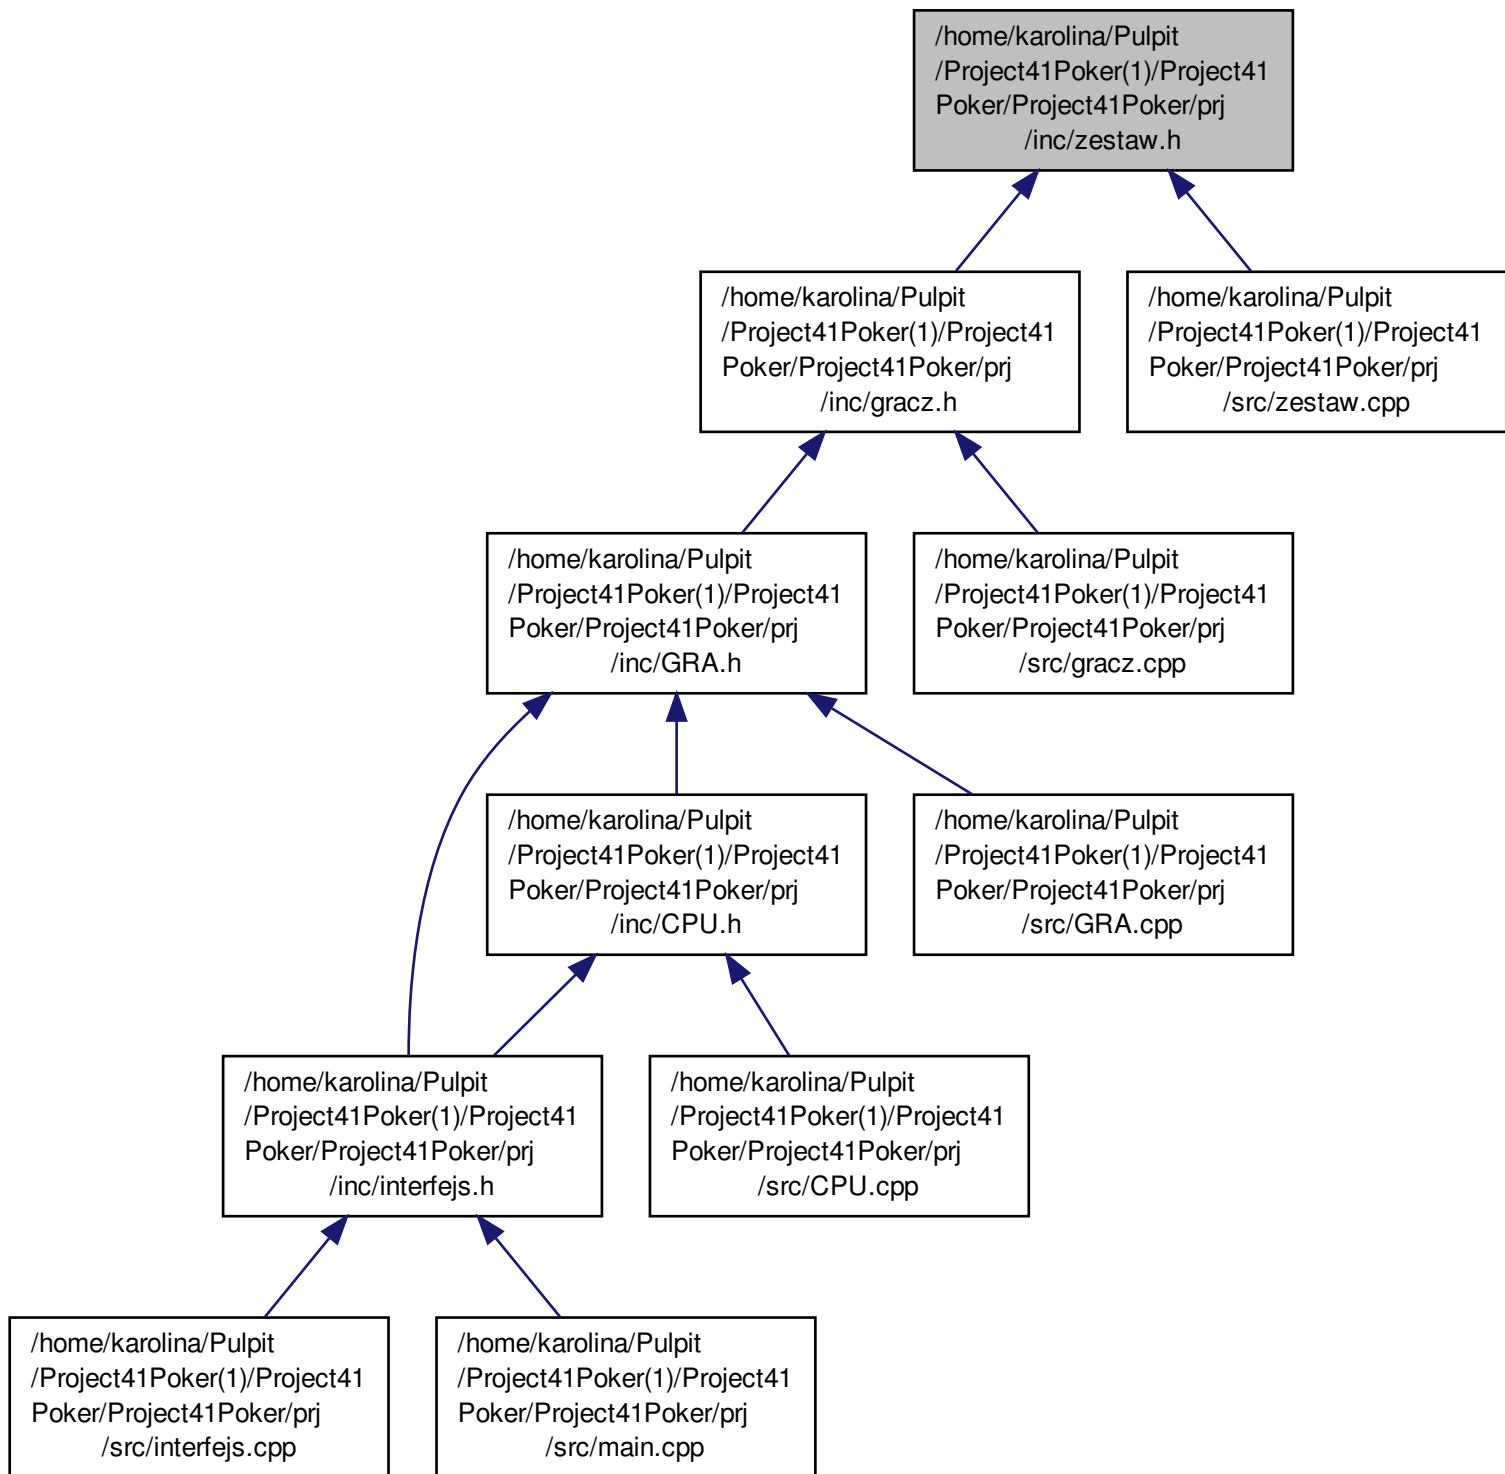 /home/karolina/Pulpit
/Project41Poker(1)/Project41
Poker/Project41Poker/prj
/inc/zestaw.h
/home/karolina/Pulpit
/Project41Poker(1)/Project41
Poker/Project41Poker/prj
/inc/gracz.h
/home/karolina/Pulpit
/Project41Poker(1)/Project41
Poker/Project41Poker/prj
/src/zestaw.cpp
/home/karolina/Pulpit
/Project41Poker(1)/Project41
Poker/Project41Poker/prj
/inc/GRA.h
/home/karolina/Pulpit
/Project41Poker(1)/Project41
Poker/Project41Poker/prj
/src/gracz.cpp
/home/karolina/Pulpit
/Project41Poker(1)/Project41
Poker/Project41Poker/prj
/inc/CPU.h
/home/karolina/Pulpit
/Project41Poker(1)/Project41
Poker/Project41Poker/prj
/src/GRA.cpp
/home/karolina/Pulpit
/Project41Poker(1)/Project41
Poker/Project41Poker/prj
/inc/interfejs.h
/home/karolina/Pulpit
/Project41Poker(1)/Project41
Poker/Project41Poker/prj
/src/CPU.cpp
/home/karolina/Pulpit
/Project41Poker(1)/Project41
Poker/Project41Poker/prj
/src/interfejs.cpp
/home/karolina/Pulpit
/Project41Poker(1)/Project41
Poker/Project41Poker/prj
/src/main.cpp